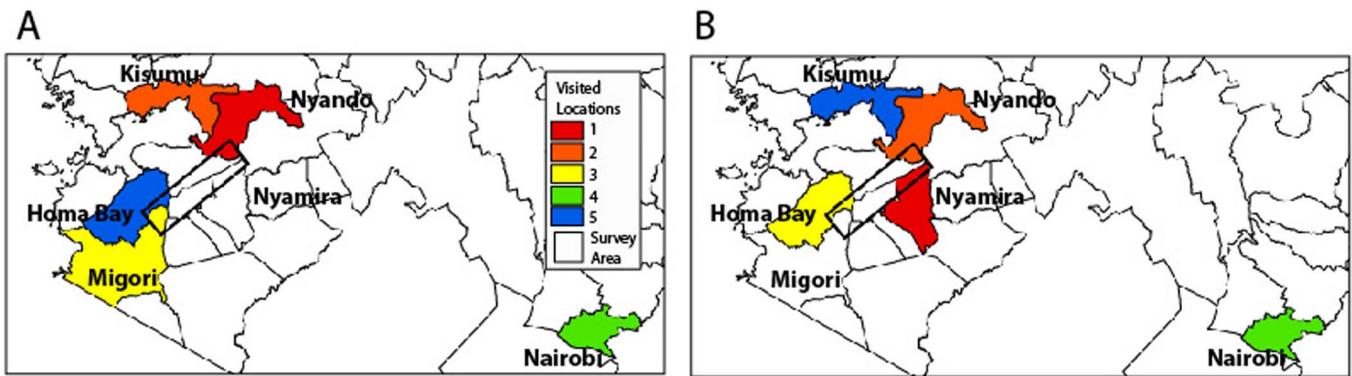 A
Kisumu
Nyando
Nyamira
Homa Bay
Migori
Nairobi
Visited
Locations
1
2
3
4
5
Survey
Area
B
Kisumu
Nyando
Nyamira
Homa Bay
Migori
Nairobi